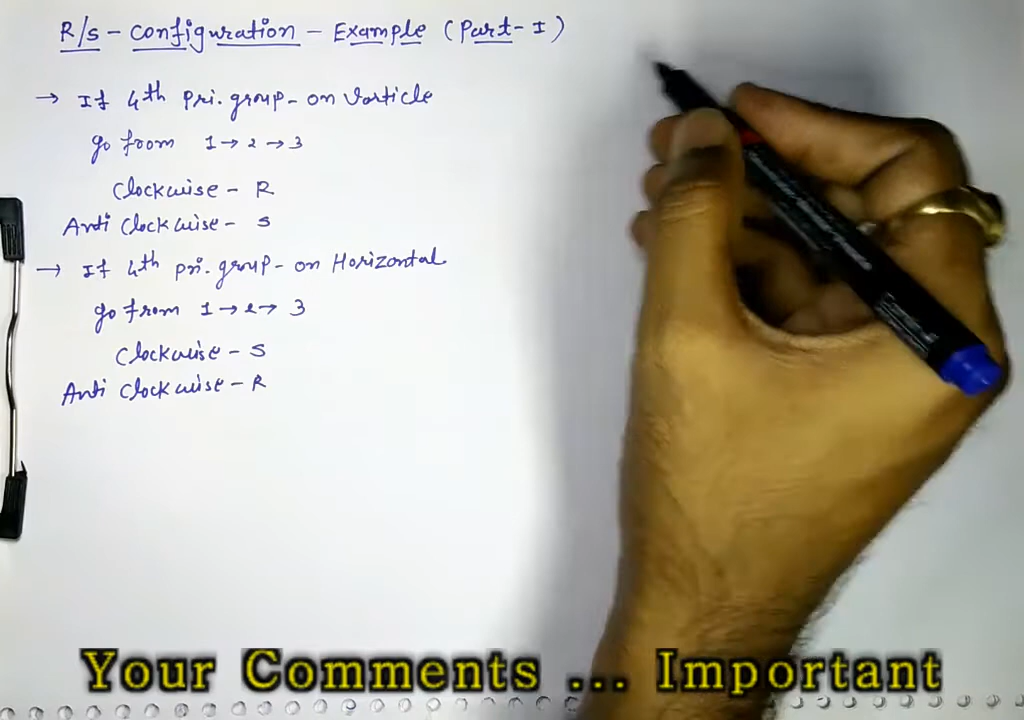 R/s - configuration - Example (Part-I)
→ If 4th pri. group - on Varticle
go from 1 → 2 → 3
Clockwise - R
Anti Clockwise - S
→ If 4th pri. group - on Horizontal
go from 1 → 2 → 3
Clockwise - S
Anti Clockwise - R
Your Comments ... Important